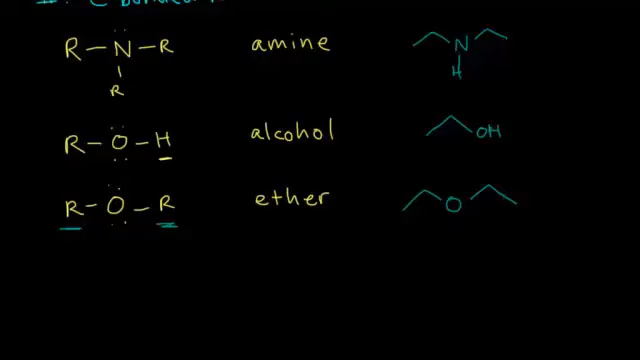 R – N – R amine N
R H
R – O – H alcohol OH
R – O – R ether O